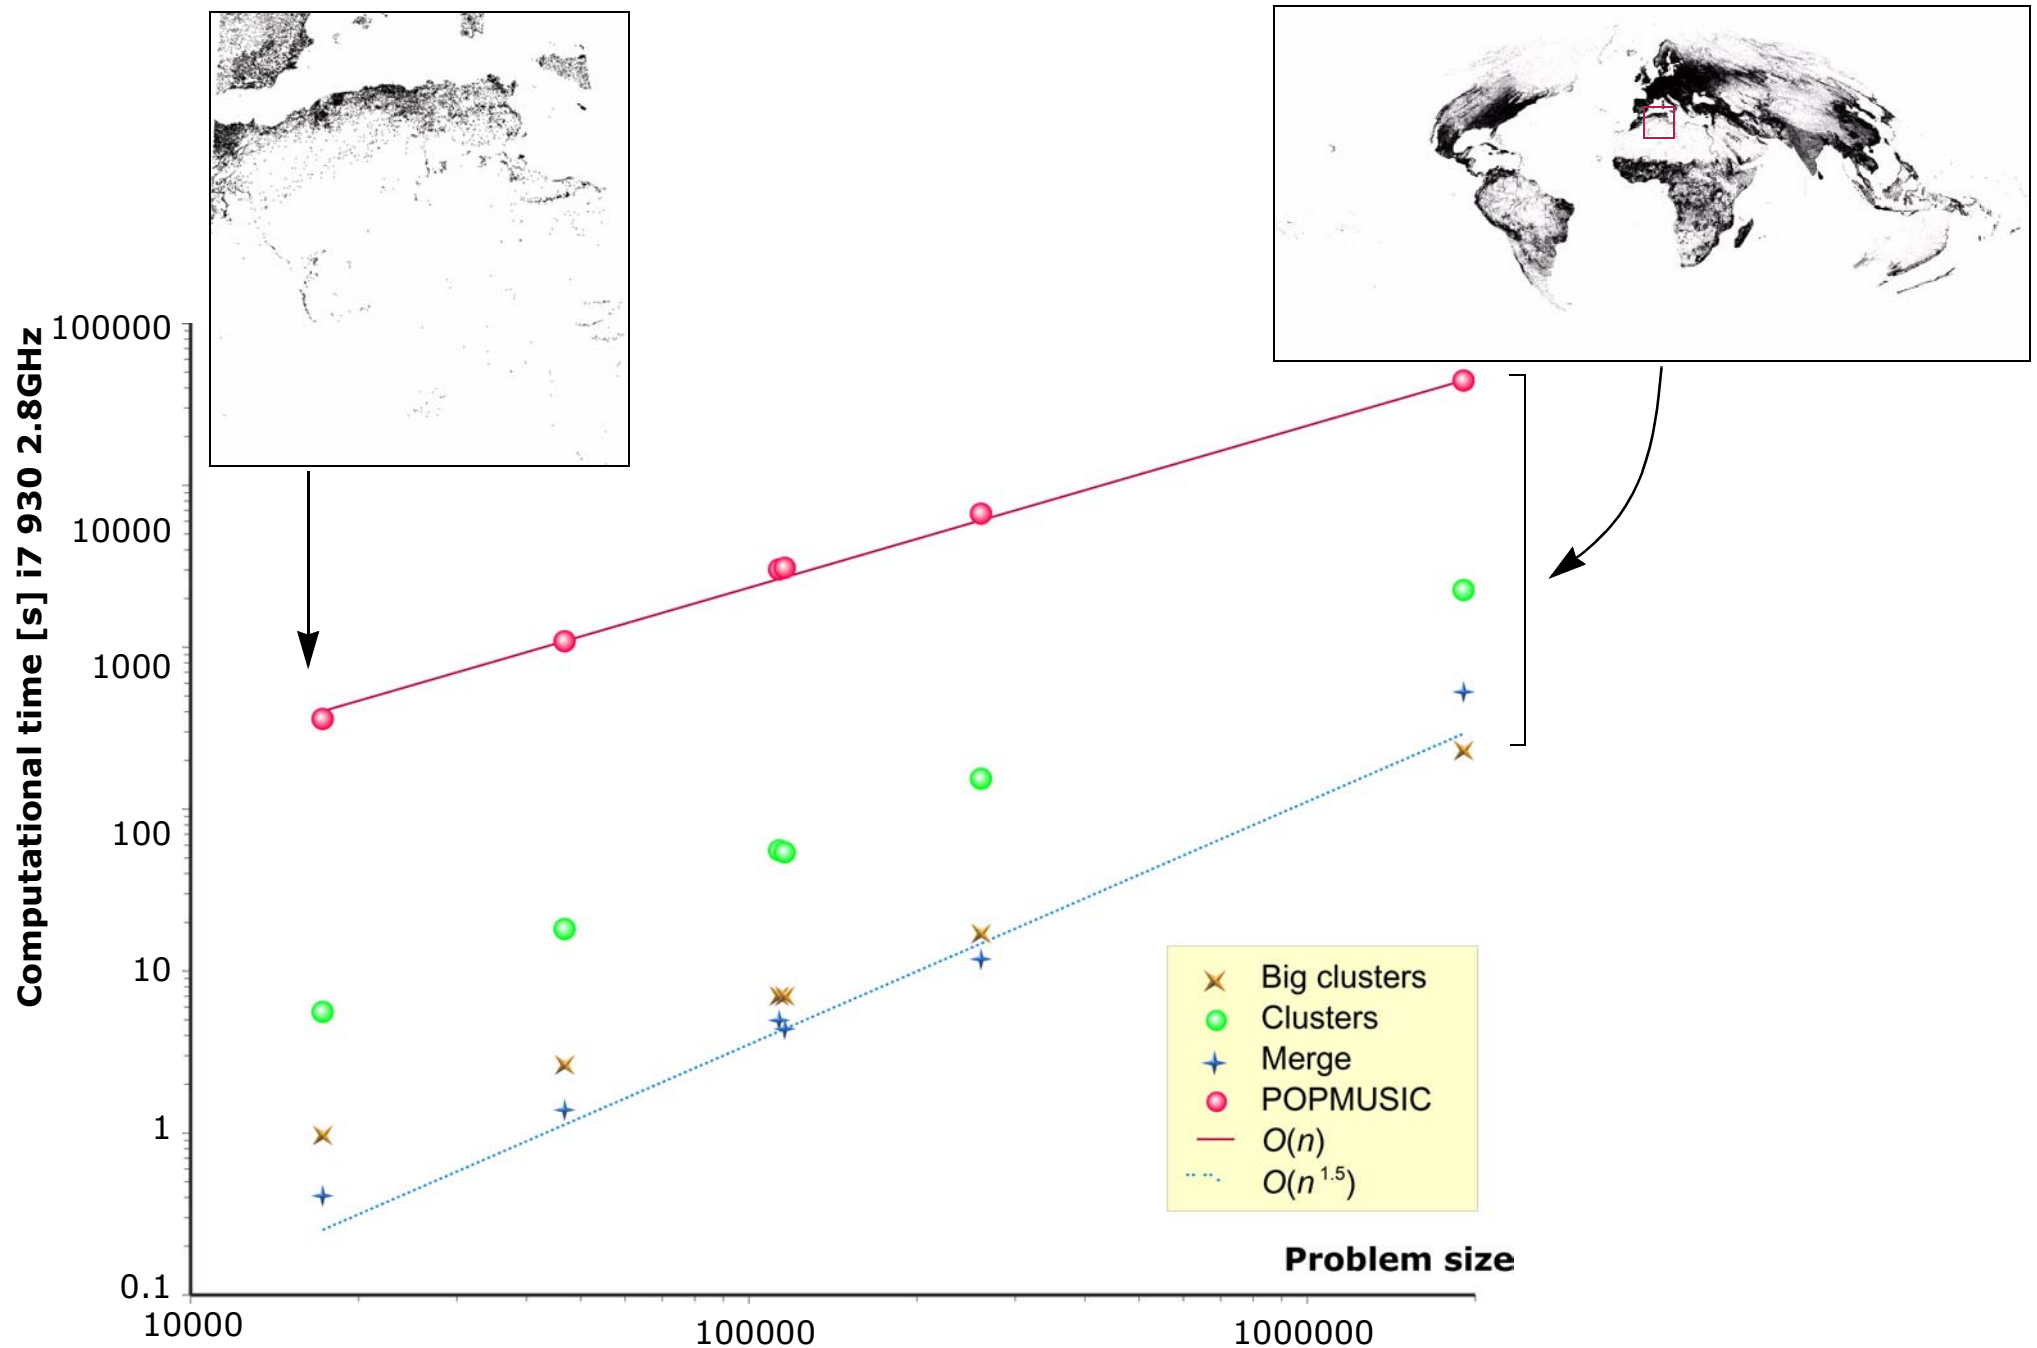 Computational time [s] i7 930 2.8GHz
100000
10000
1000
100
10
1
0.1
10000
100000
1000000
Problem size
Big clusters
Clusters
Merge
POPMUSIC
O(n)
O(n^1.5)